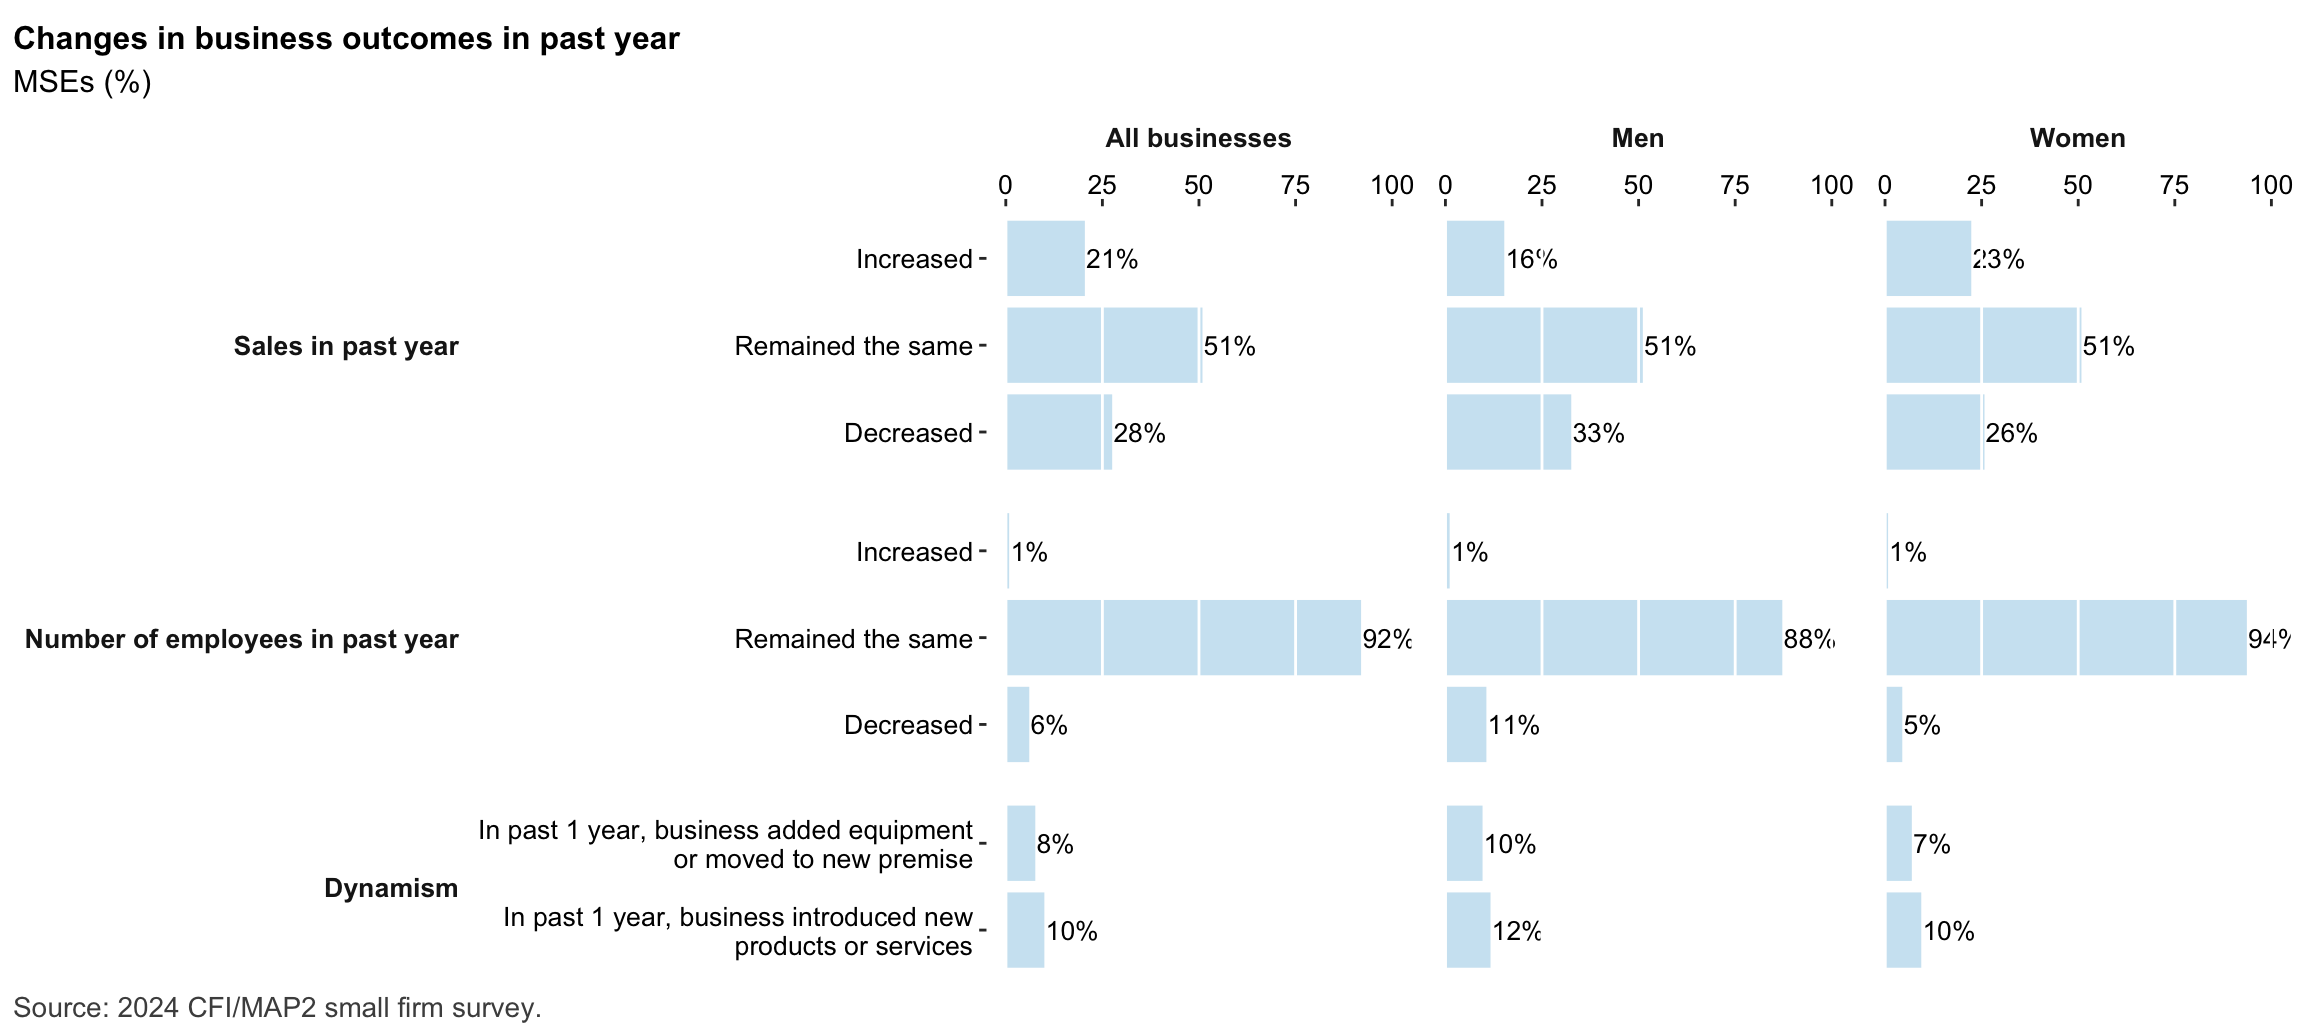 Changes in business outcomes in past year
MSEs (%)
All businesses Men Women
0 25 50 75 100 0 25 50 75 100 0 25 50 75 100
Increased 21% 16% 23%
Sales in past year Remained the same 51% 51% 51%
Decreased 28% 33% 26%
Increased 1% 1% 1%
Number of employees in past year Remained the same 92% 88% 94%
Decreased 6% 11% 5%
In past 1 year, business added equipment
or moved to new premise 8% 10% 7%
Dynamism
In past 1 year, business introduced new
products or services 10% 12% 10%
Source: 2024 CFI/MAP2 small firm survey.